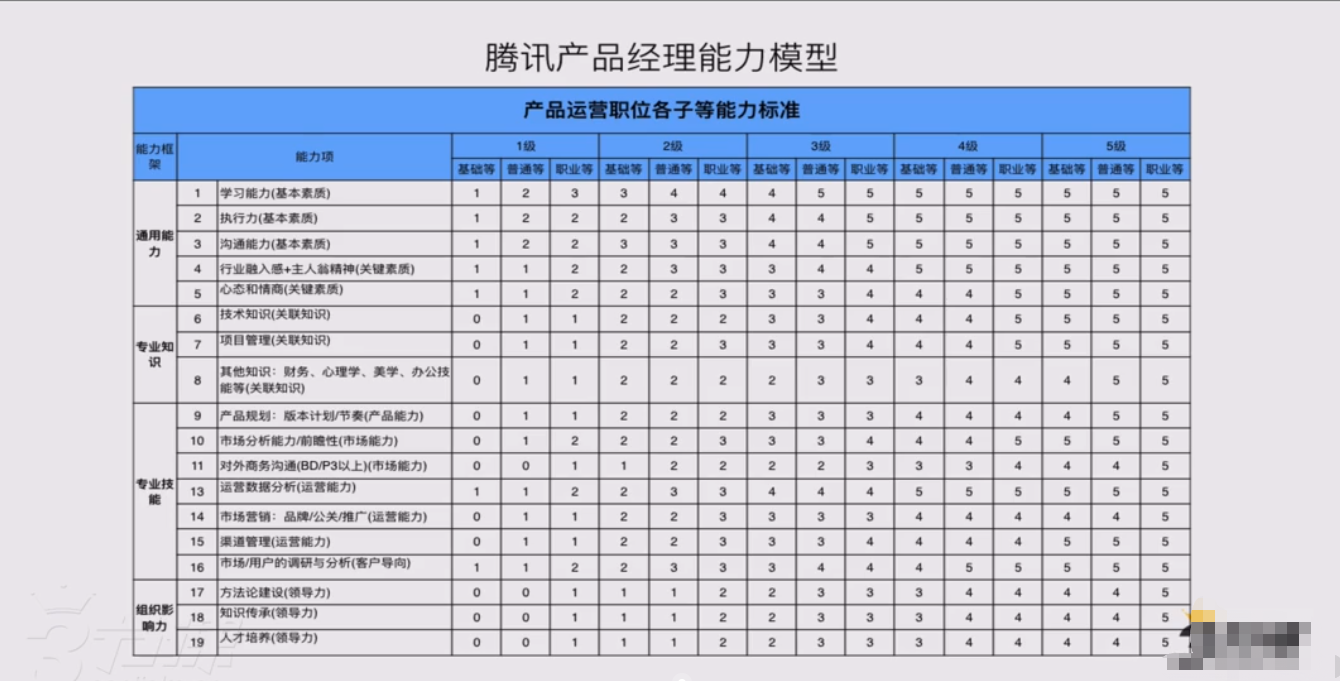 腾讯产品经理能力模型
产品运营职位各子等能力标准
能力框架 能力项 1级 2级 3级 4级 5级
基础等 普通等 职业等 基础等 普通等 职业等 基础等 普通等 职业等 基础等 普通等 职业等 基础等 普通等 职业等
通用能力
1 学习能力(基本素质) 1 2 3 3 4 4 4 5 5 5 5 5 5 5 5
2 执行力(基本素质) 1 2 2 2 3 3 4 4 5 5 5 5 5 5 5
3 沟通能力(基本素质) 1 2 2 3 3 3 4 4 5 5 5 5 5 5 5
4 行业融入感+主人翁精神(关键素质) 1 1 2 2 3 3 3 4 4 5 5 5 5 5 5
5 心态和情商(关键素质) 1 1 2 2 2 3 3 3 4 4 4 5 5 5 5
专业知识
6 技术知识(关联知识) 0 1 1 2 2 2 3 3 4 4 4 5 5 5 5
7 项目管理(关联知识) 0 1 1 2 2 3 3 3 4 4 4 5 5 5 5
8 其他知识：财务、心理学、美学、办公技
能等(关联知识) 0 1 1 2 2 2 2 3 3 3 4 4 4 5 5
专业技能
9 产品规划：版本计划/节奏(产品能力) 0 1 1 2 2 2 3 3 3 4 4 4 4 5 5
10 市场分析能力/前瞻性(市场能力) 0 1 2 2 2 3 3 3 4 4 4 5 5 5 5
11 对外商务沟通(BD/P3以上)(市场能力) 0 0 1 1 2 2 2 2 3 3 3 4 4 4 5
13 运营数据分析(运营能力) 1 1 2 2 3 3 4 4 4 5 5 5 5 5 5
14 市场营销：品牌/公关/推广(运营能力) 0 1 1 2 2 3 3 3 3 4 4 4 4 4 5
15 渠道管理(运营能力) 0 1 1 2 2 3 3 3 4 4 4 4 5 5 5
16 市场/用户的调研与分析(客户导向) 1 1 2 2 3 3 3 4 4 4 5 5 5 5 5
组织影响力
17 方法论建设(领导力) 0 0 1 1 1 2 2 3 3 3 4 4 4 4 5
18 知识传承(领导力) 0 0 1 1 1 2 2 3 3 3 4 4 4 4 5
19 人才培养(领导力) 0 0 1 1 1 2 2 3 3 3 4 4 4 4 5